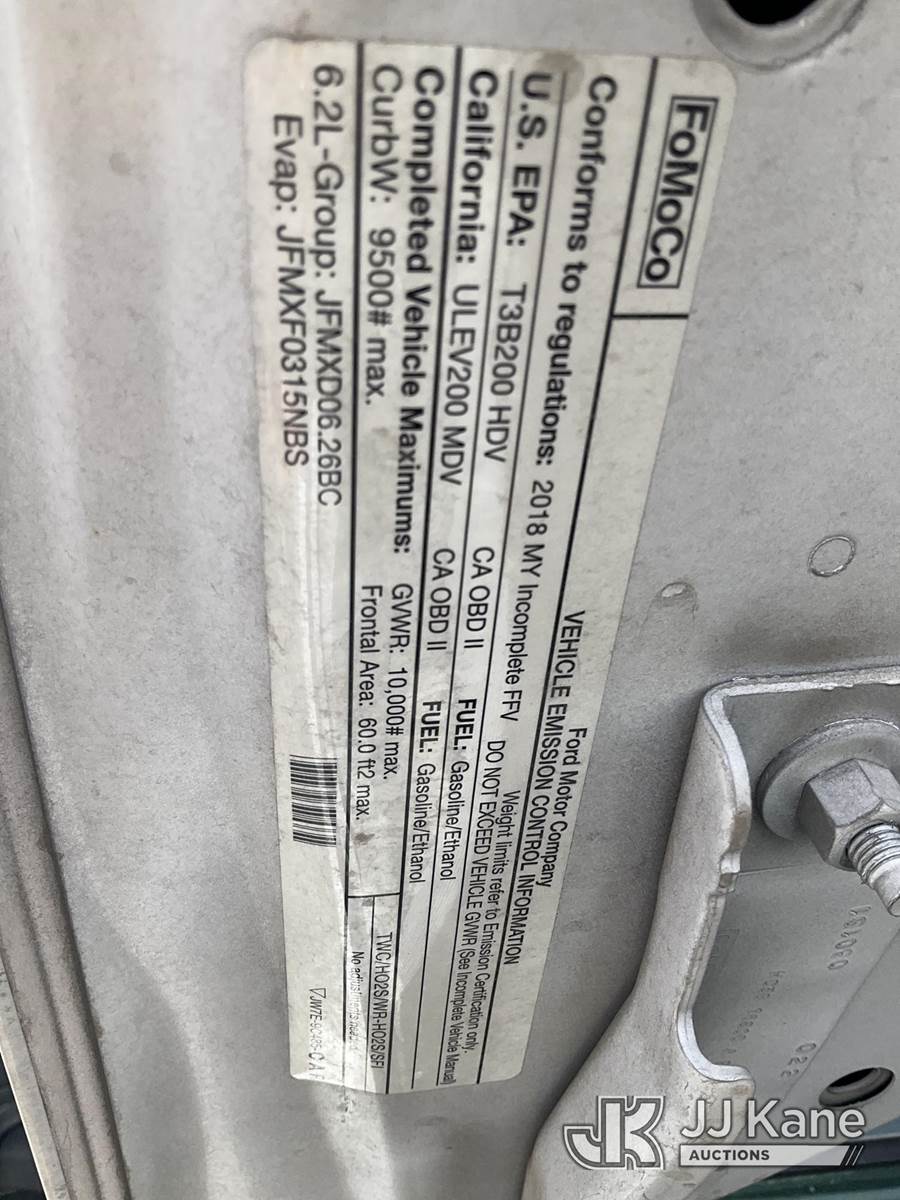 FoMoCo
Ford Motor Company
VEHICLE EMISSION CONTROL INFORMATION
Conforms to regulations: 2018 MY Incomplete FFV Weight limits refer to Emission Certification only.
DO NOT EXCEED VEHICLE GVWR (See Incomplete Vehicle Manual)
U.S. EPA: T3B200 HDV CA OBD II FUEL: Gasoline/Ethanol
California: ULEV200 MDV CA OBD II FUEL: Gasoline/Ethanol
Completed Vehicle Maximums: GVWR: 10,000# max.
CurbW: 9500# max. Frontal Area: 60.0 ft2 max.
TWC/HO2S/WR-HO2S/SFI
No adjustments
6.2L-Group: JFMXD06.26BC
Evap: JFMXF0315NBS
JK JJ Kane
AUCTIONS